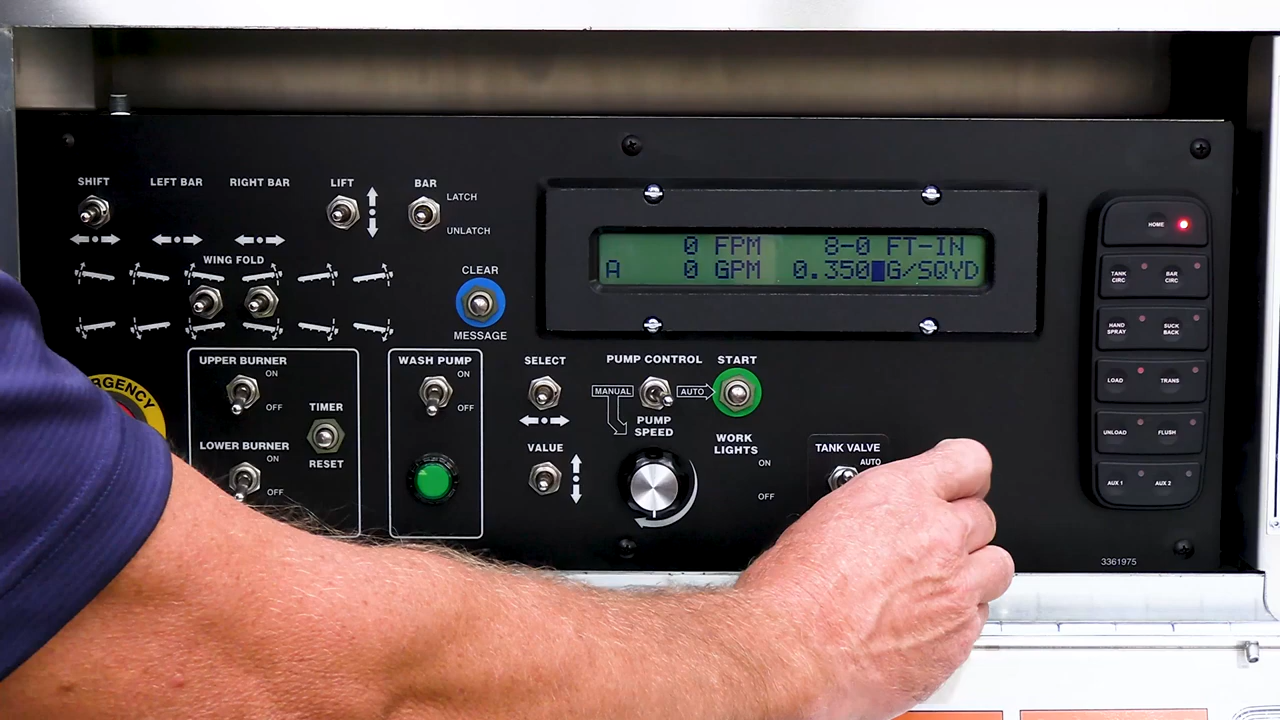 SHIFT
LEFT BAR
RIGHT BAR
LIFT
BAR
LATCH
UNLATCH
WING FOLD
CLEAR
MESSAGE
0 FPM 8-0 FT-IN
A 0 GPM 0.350 G/SQYD
HOME
TANK CIRC
BAR CIRC
HAND SPRAY
SUCK BACK
LOAD
TRANS
UNLOAD
FLUSH
AUX 1
AUX 2
UPPER BURNER
ON
OFF
TIMER
RESET
LOWER BURNER
ON
OFF
WASH PUMP
ON
OFF
SELECT
VALUE
PUMP CONTROL
MANUAL
AUTO
START
PUMP
SPEED
WORK
LIGHTS
ON
OFF
TANK VALVE
AUTO
3361975